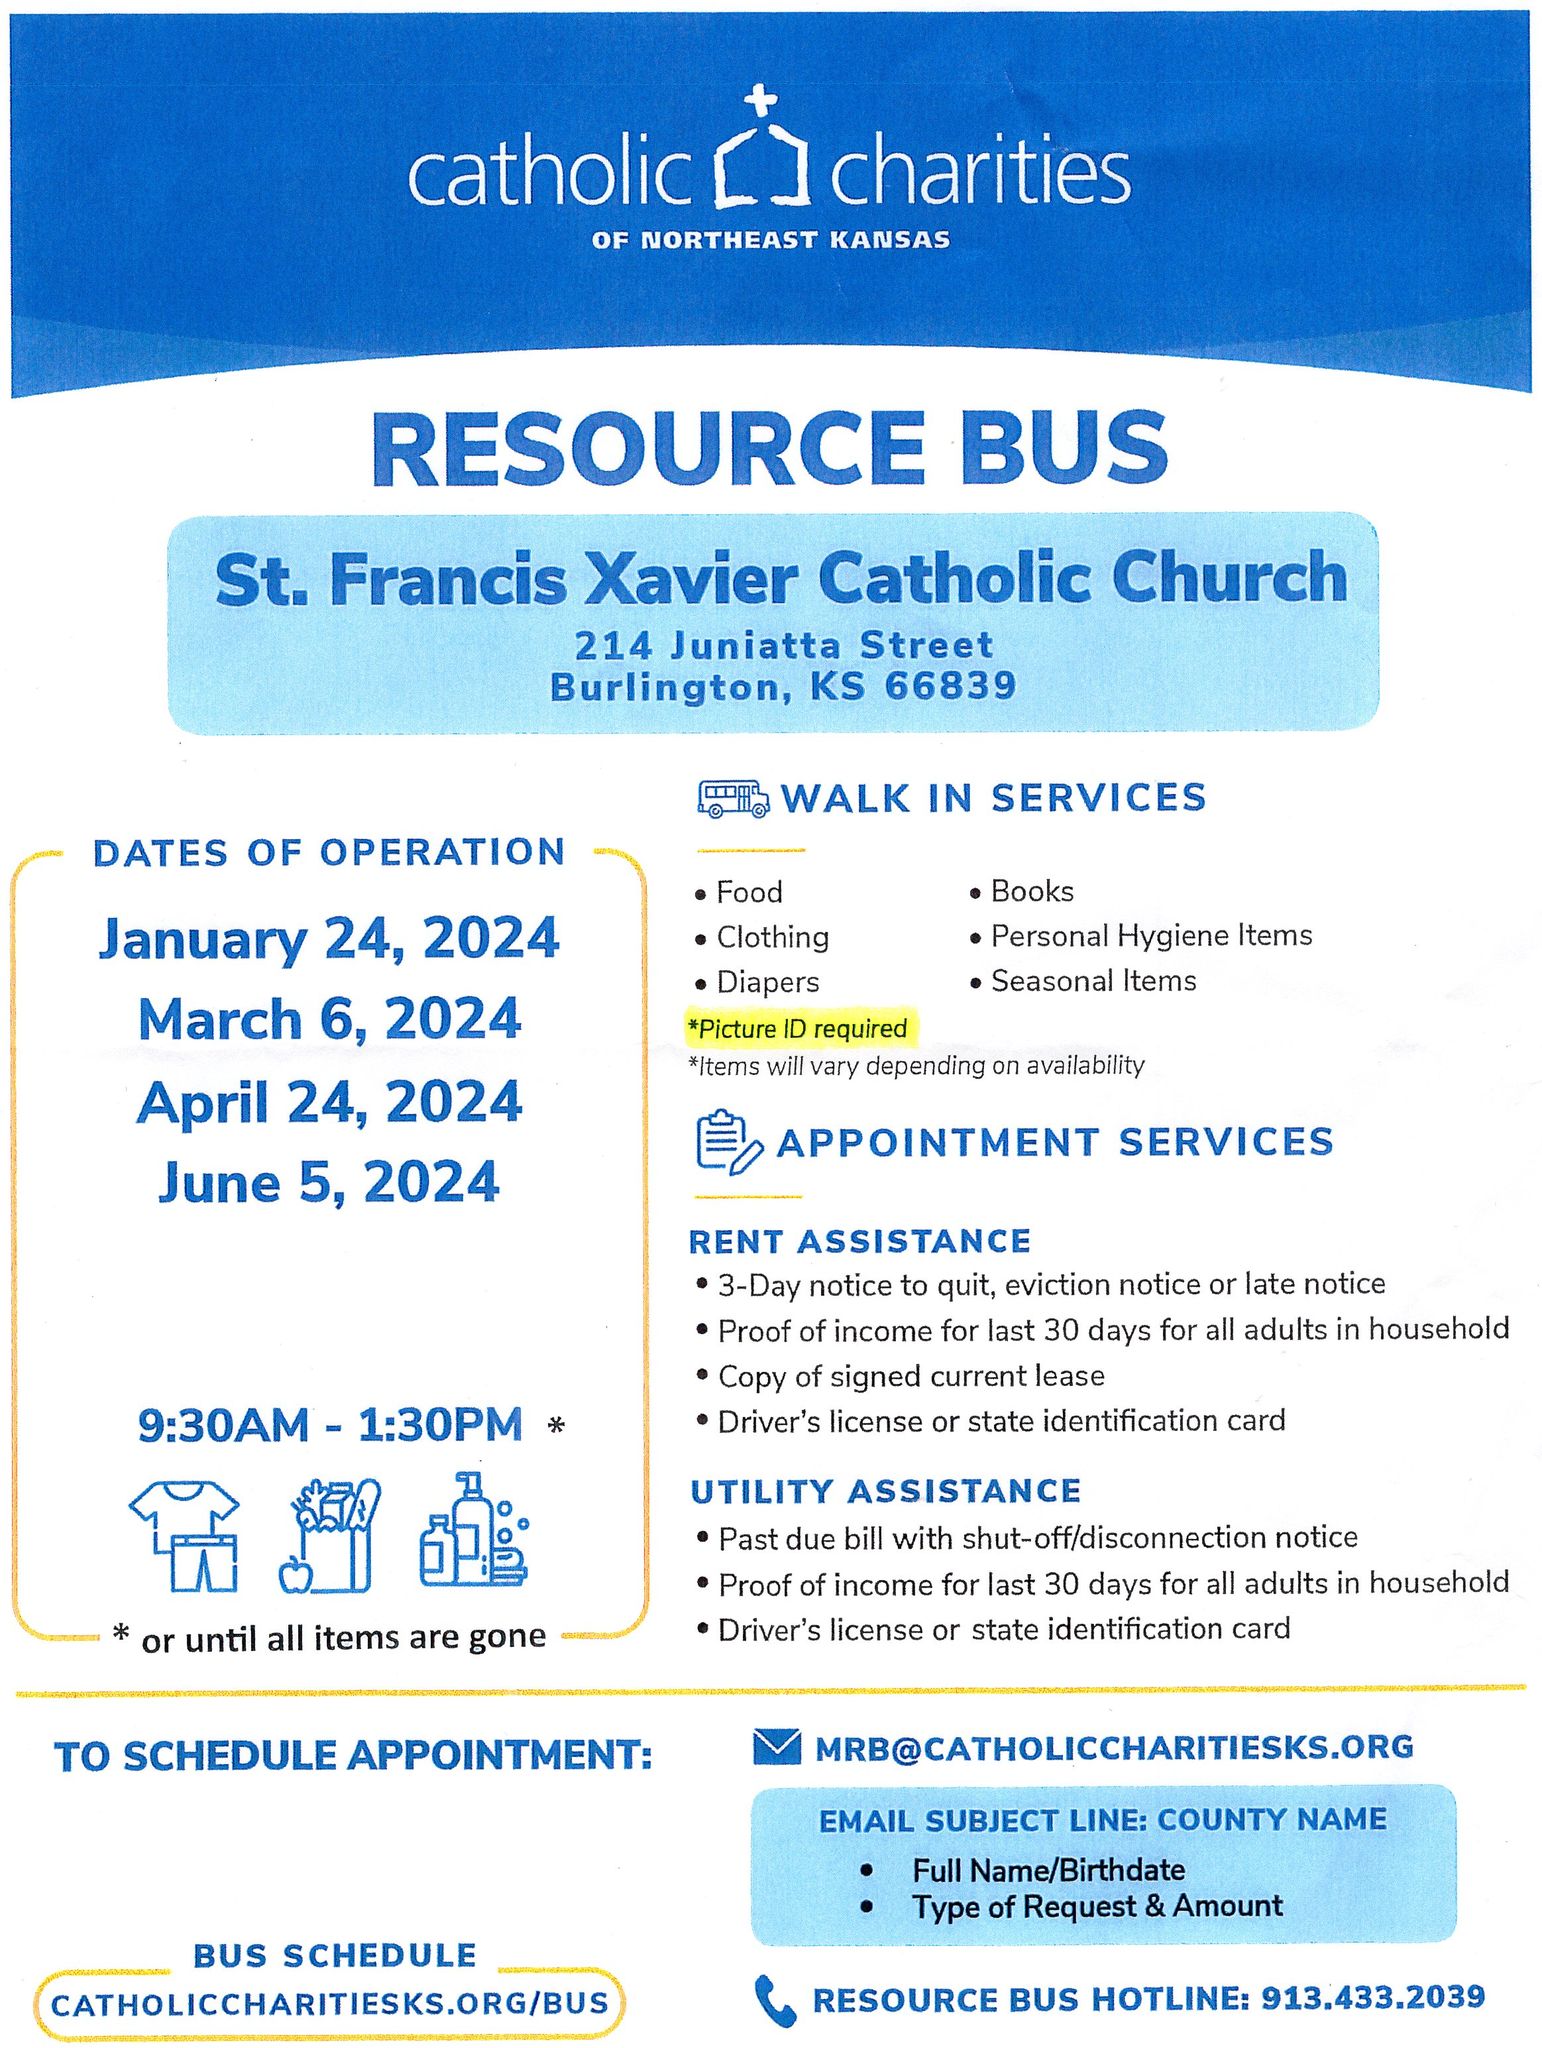 catholic charities
OF NORTHEAST KANSAS
RESOURCE BUS
St. Francis Xavier Catholic Church
214 Juniatta Street
Burlington, KS 66839
DATES OF OPERATION
January 24, 2024
March 6, 2024
April 24, 2024
June 5, 2024
9:30AM - 1:30PM *
* or until all items are gone
WALK IN SERVICES
• Food
• Clothing
• Diapers
• Books
• Personal Hygiene Items
• Seasonal Items
*Picture ID required
*Items will vary depending on availability
APPOINTMENT SERVICES
RENT ASSISTANCE
• 3-Day notice to quit, eviction notice or late notice
• Proof of income for last 30 days for all adults in household
• Copy of signed current lease
• Driver's license or state identification card
UTILITY ASSISTANCE
• Past due bill with shut-off/disconnection notice
• Proof of income for last 30 days for all adults in household
• Driver's license or state identification card
TO SCHEDULE APPOINTMENT:
MRB@CATHOLICCHARITIESKS.ORG
EMAIL SUBJECT LINE: COUNTY NAME
• Full Name/Birthdate
• Type of Request & Amount
BUS SCHEDULE
CATHOLICCHARITIESKS.ORG/BUS
RESOURCE BUS HOTLINE: 913.433.2039